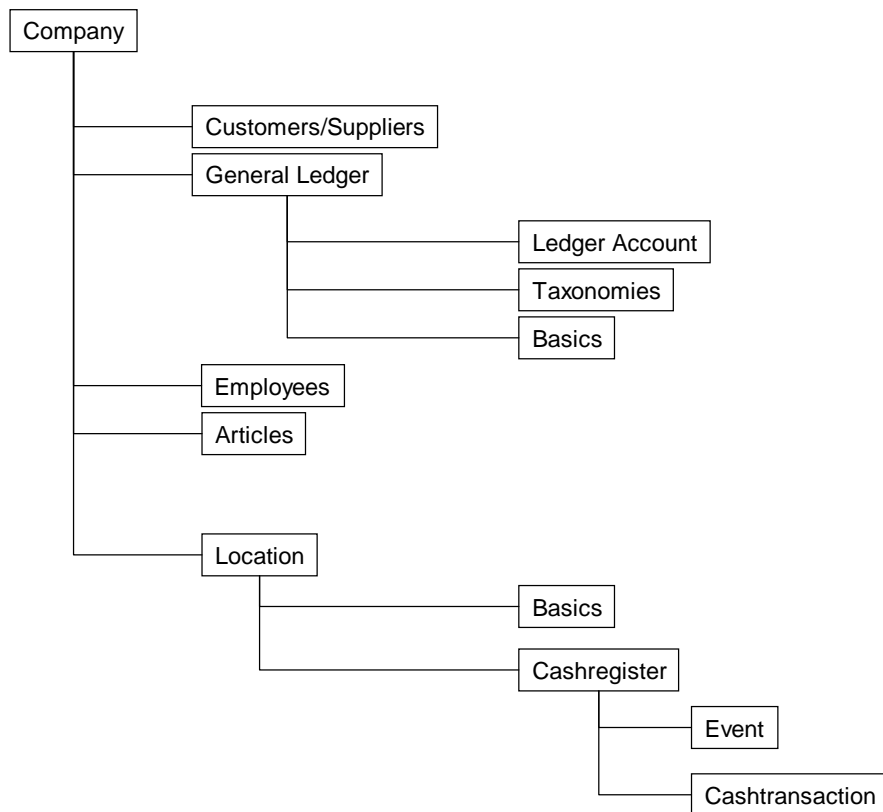 Company
Customers/Suppliers
General Ledger
Ledger Account
Taxonomies
Basics
Employees
Articles
Location
Basics
Cashregister
Event
Cashtransaction